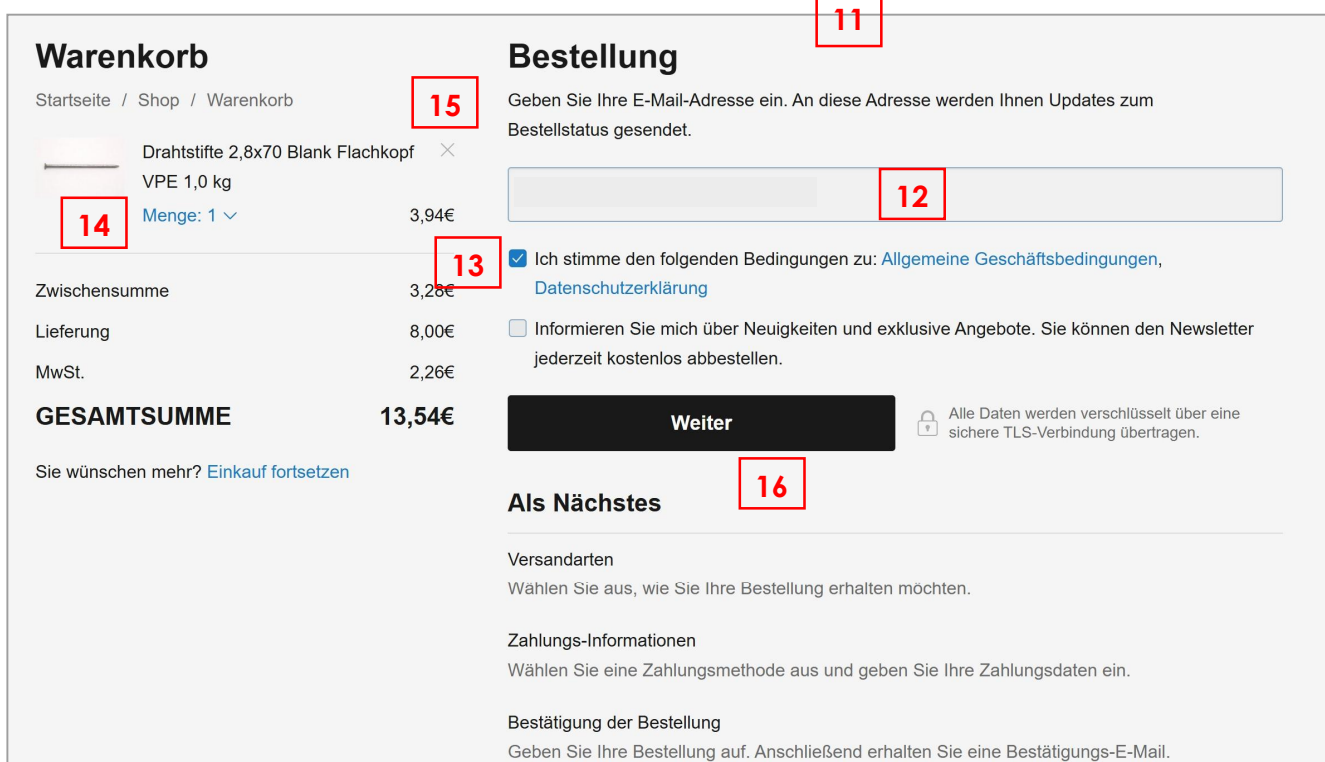 11
Warenkorb
Startseite / Shop / Warenkorb
15
Drahtstifte 2,8x70 Blank Flachkopf
VPE 1,0 kg
14
Menge: 1
3,94€
Zwischensumme 3,28€
Lieferung 8,00€
MwSt. 2,26€
GESAMTSUMME 13,54€
Sie wünschen mehr? Einkauf fortsetzen
Bestellung
Geben Sie Ihre E-Mail-Adresse ein. An diese Adresse werden Ihnen Updates zum
Bestellstatus gesendet.
12
13
Ich stimme den folgenden Bedingungen zu: Allgemeine Geschäftsbedingungen,
Datenschutzerklärung
Informieren Sie mich über Neuigkeiten und exklusive Angebote. Sie können den Newsletter
jederzeit kostenlos abbestellen.
Weiter
Alle Daten werden verschlüsselt über eine
sichere TLS-Verbindung übertragen.
16
Als Nächstes
Versandarten
Wählen Sie aus, wie Sie Ihre Bestellung erhalten möchten.
Zahlungs-Informationen
Wählen Sie eine Zahlungsmethode aus und geben Sie Ihre Zahlungsdaten ein.
Bestätigung der Bestellung
Geben Sie Ihre Bestellung auf. Anschließend erhalten Sie eine Bestätigungs-E-Mail.